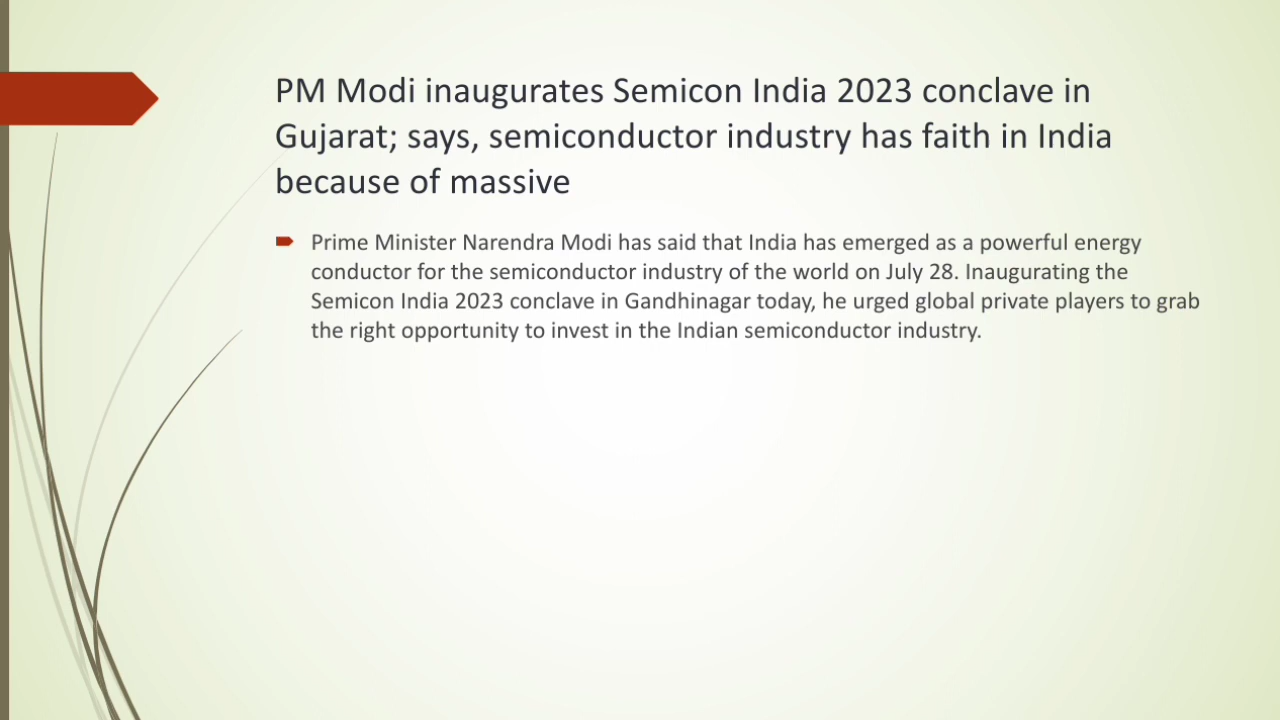 PM Modi inaugurates Semicon India 2023 conclave in
Gujarat; says, semiconductor industry has faith in India
because of massive
Prime Minister Narendra Modi has said that India has emerged as a powerful energy
conductor for the semiconductor industry of the world on July 28. Inaugurating the
Semicon India 2023 conclave in Gandhinagar today, he urged global private players to grab
the right opportunity to invest in the Indian semiconductor industry.